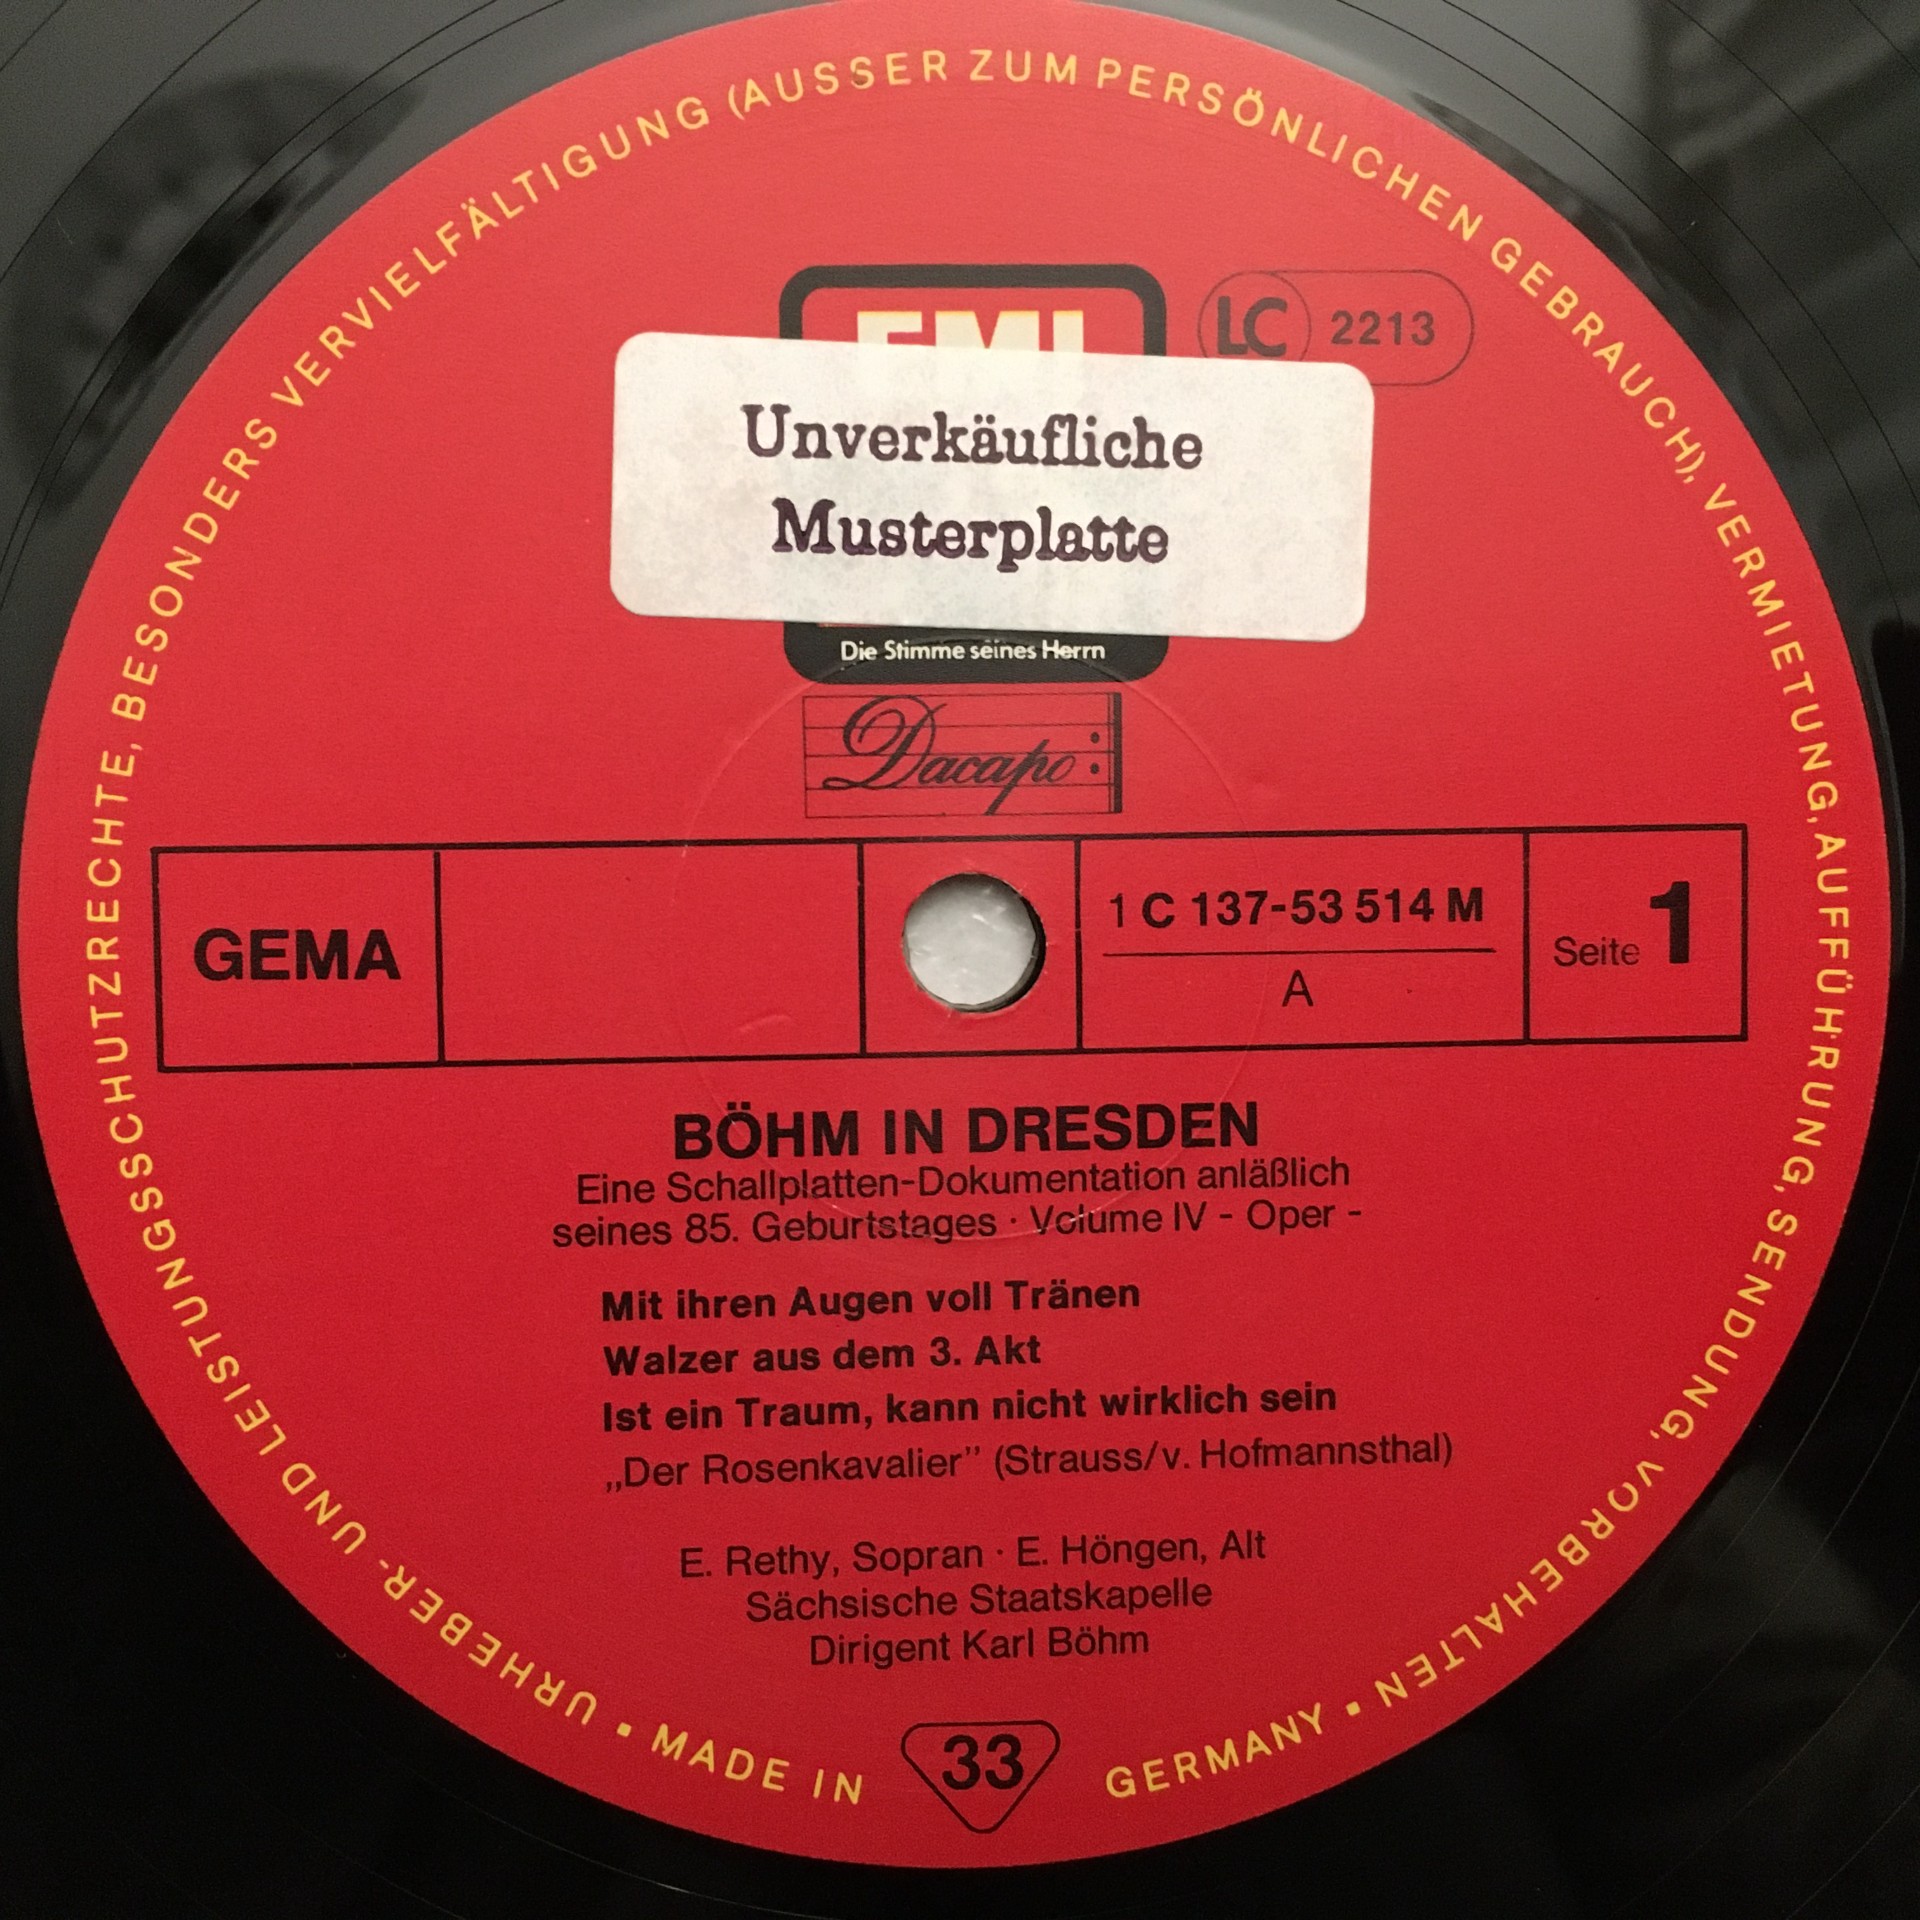 URHEBER- UND LEISTUNGSSCHUTZRECHTE, BESONDERS VERVIELFÄLTIGUNG (AUSSER ZUM PERSÖNLICHEN GEBRAUCH), VERMIETUNG, AUFFÜHRUNG, SENDUNG, VORBEHALTEN •
EMI
LC 2213
Unverkäufliche
Musterplatte
Die Stimme seines Herrn
Dacapo
GEMA
1 C 137-53 514 M
A
Seite 1
BÖHM IN DRESDEN
Eine Schallplatten-Dokumentation anläßlich
seines 85. Geburtstages · Volume IV - Oper -
Mit ihren Augen voll Tränen
Walzer aus dem 3. Akt
Ist ein Traum, kann nicht wirklich sein
„Der Rosenkavalier” (Strauss/v. Hofmannsthal)
E. Rethy, Sopran · E. Höngen, Alt
Sächsische Staatskapelle
Dirigent Karl Böhm
• MADE IN GERMANY
33